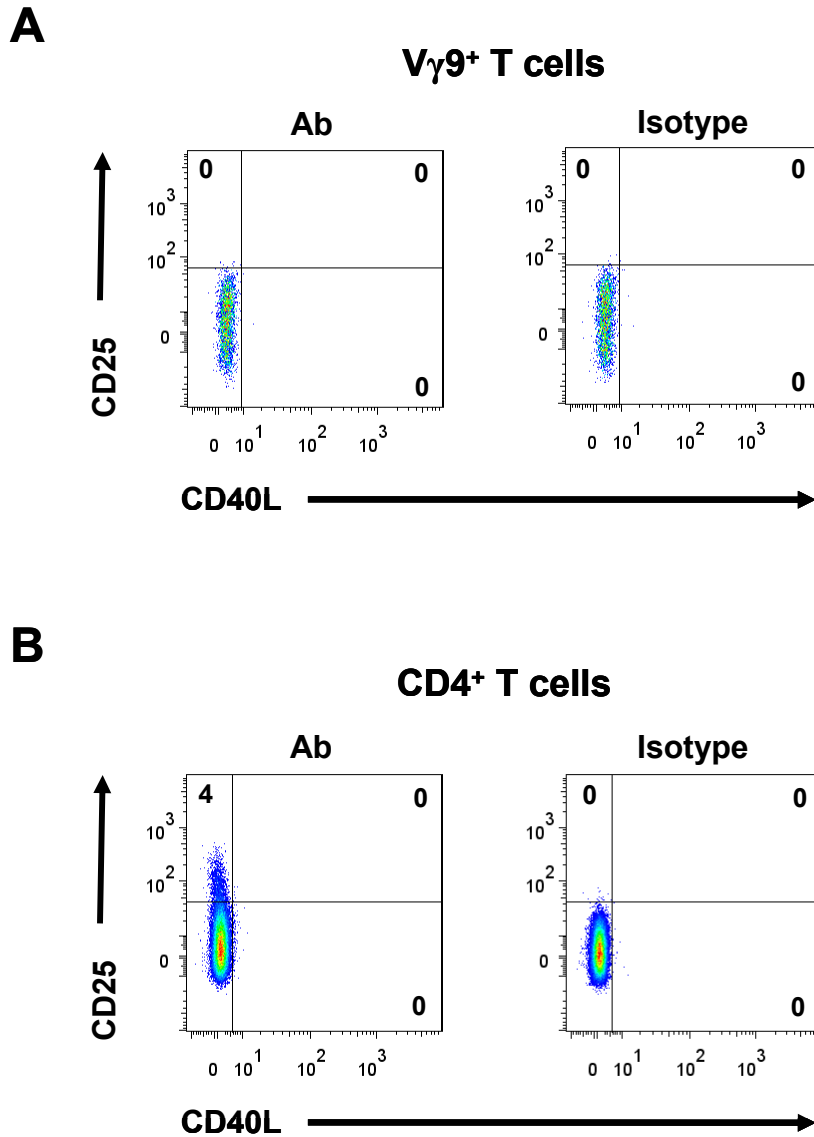 A
Vγ9⁺ T cells
Ab Isotype
0 0 0 0
10³ 10³
10² 10²
0 0
0 0
CD25
0 10¹ 10² 10³ 0 10¹ 10² 10³
CD40L
B
CD4⁺ T cells
Ab Isotype
4 0 0 0
10³ 10³
10² 10²
0 0
0 0
CD25
0 10¹ 10² 10³ 0 10¹ 10² 10³
CD40L